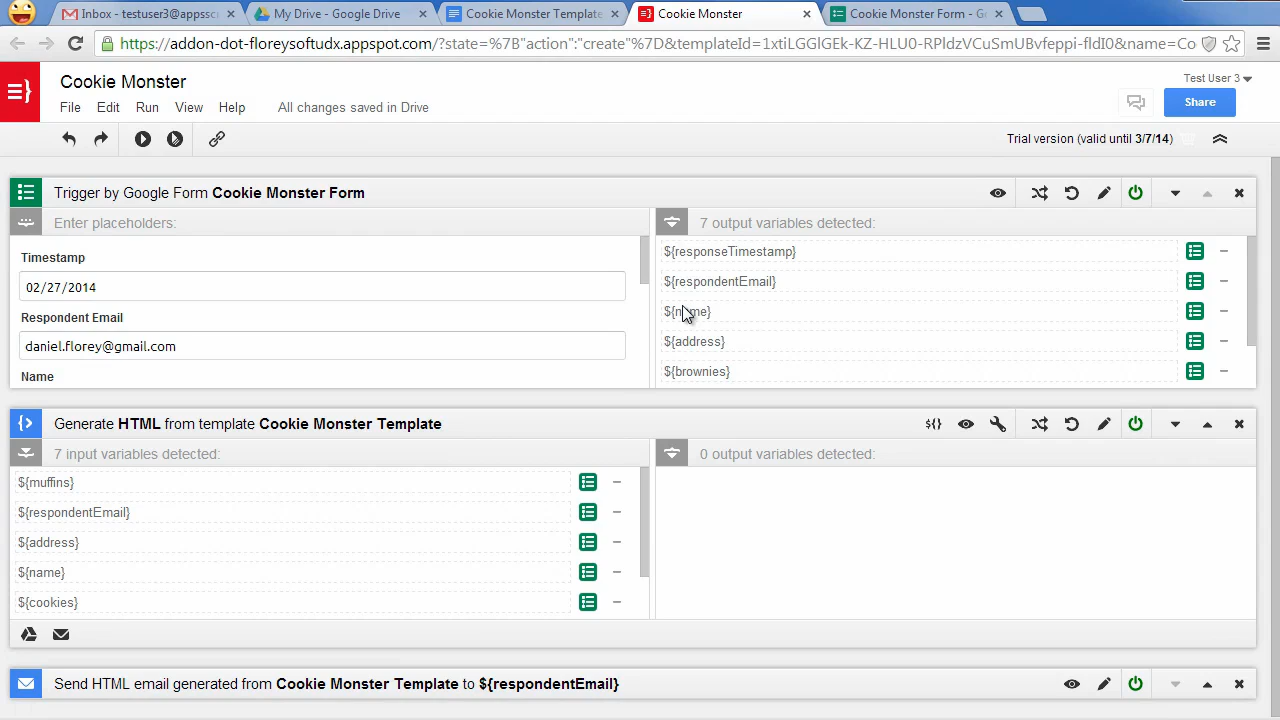 Inbox - testuser3@appssc
My Drive - Google Drive
Cookie Monster Template
Cookie Monster
Cookie Monster Form - Go
https://addon-dot-floreysoftudx.appspot.com/?state=%7B"action":"create"%7D&templateId=1xtiLGGlGEk-KZ-HLU0-RPldzVCuSmUBvfeppi-fldI0&name=Co
Cookie Monster
Test User 3
File Edit Run View Help All changes saved in Drive
Share
Trial version (valid until 3/7/14)
Trigger by Google Form Cookie Monster Form
Enter placeholders:
7 output variables detected:
Timestamp
02/27/2014
Respondent Email
daniel.florey@gmail.com
Name
${responseTimestamp}
${respondentEmail}
${name}
${address}
${brownies}
Generate HTML from template Cookie Monster Template
${}
7 input variables detected:
0 output variables detected:
${muffins}
${respondentEmail}
${address}
${name}
${cookies}
Send HTML email generated from Cookie Monster Template to ${respondentEmail}